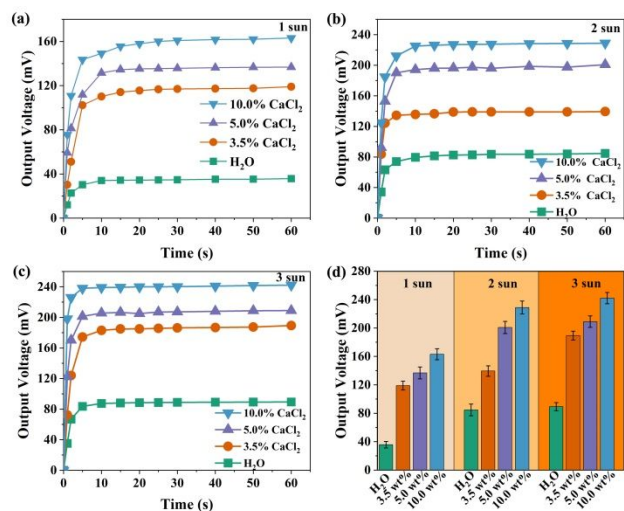 (a)
1 sun
Output Voltage (mV)
160
120
80
40
0
10.0% CaCl₂
5.0% CaCl₂
3.5% CaCl₂
H₂O
0 10 20 30 40 50 60
Time (s)
(b)
2 sun
Output Voltage (mV)
240
200
160
120
80
40
0
10.0% CaCl₂
5.0% CaCl₂
3.5% CaCl₂
H₂O
0 10 20 30 40 50 60
Time (s)
(c)
3 sun
Output Voltage (mV)
240
200
160
120
80
40
0
10.0% CaCl₂
5.0% CaCl₂
3.5% CaCl₂
H₂O
0 10 20 30 40 50 60
Time (s)
(d)
1 sun 2 sun 3 sun
Output Voltage (mV)
280
240
200
160
120
80
40
0
H₂O 3.5 wt% 5.0 wt% 10.0 wt% H₂O 3.5 wt% 5.0 wt% 10.0 wt% H₂O 3.5 wt% 5.0 wt% 10.0 wt%